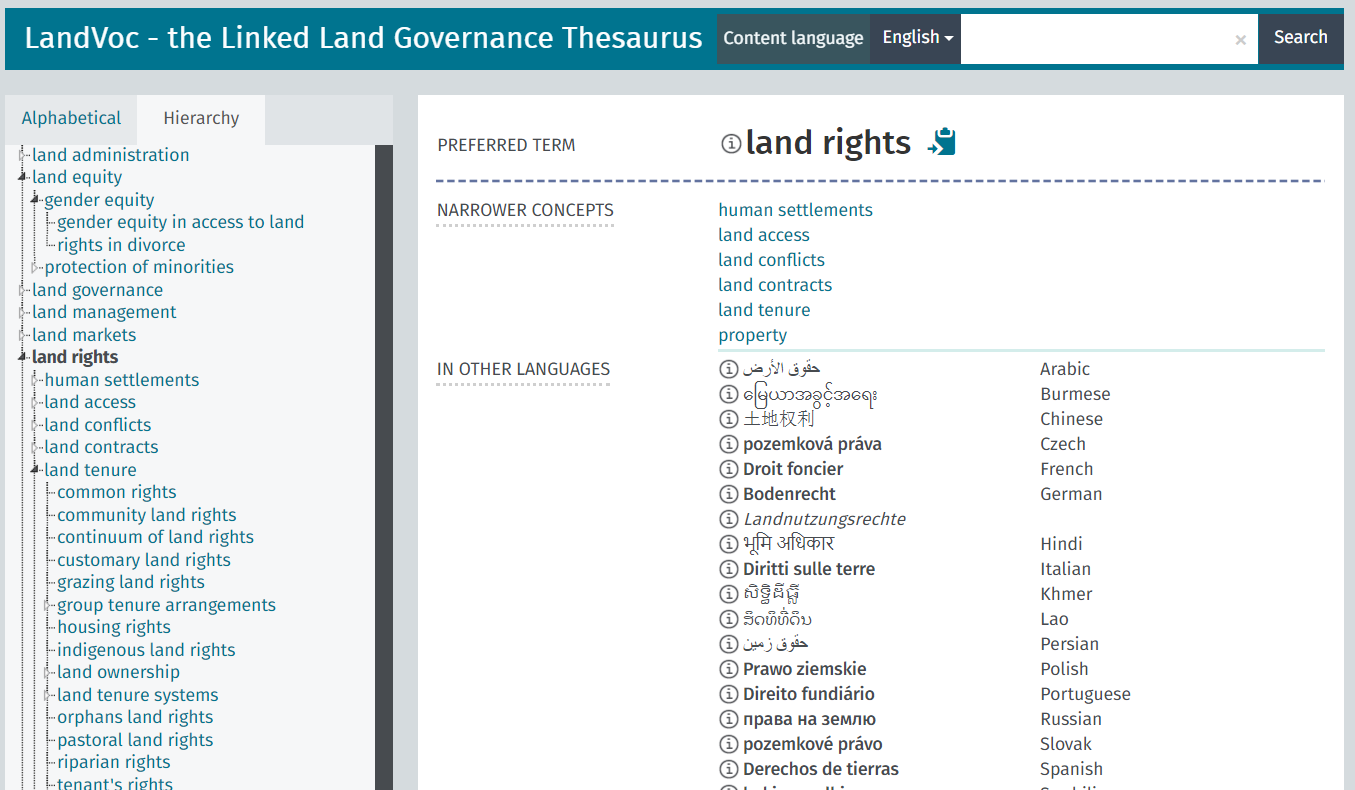 LandVoc - the Linked Land Governance Thesaurus
Content language
English
×
Search
Alphabetical
Hierarchy
land administration
land equity
gender equity
gender equity in access to land
rights in divorce
protection of minorities
land governance
land management
land markets
land rights
human settlements
land access
land conflicts
land contracts
land tenure
common rights
community land rights
continuum of land rights
customary land rights
grazing land rights
group tenure arrangements
housing rights
indigenous land rights
land ownership
land tenure systems
orphans land rights
pastoral land rights
riparian rights
tenant's rights
PREFERRED TERM
land rights
NARROWER CONCEPTS
human settlements
land access
land conflicts
land contracts
land tenure
property
IN OTHER LANGUAGES
حقوق الأرض Arabic
မြေယာအခွင့်အရေး Burmese
土地权利 Chinese
pozemková práva Czech
Droit foncier French
Bodenrecht German
Landnutzungsrechte
भूमि अधिकार Hindi
Diritti sulle terre Italian
សិទ្ធិដីធ្លី Khmer
ສິດທິທີ່ດິນ Lao
حقوق زمین Persian
Prawo ziemskie Polish
Direito fundiário Portuguese
права на землю Russian
pozemkové právo Slovak
Derechos de tierras Spanish